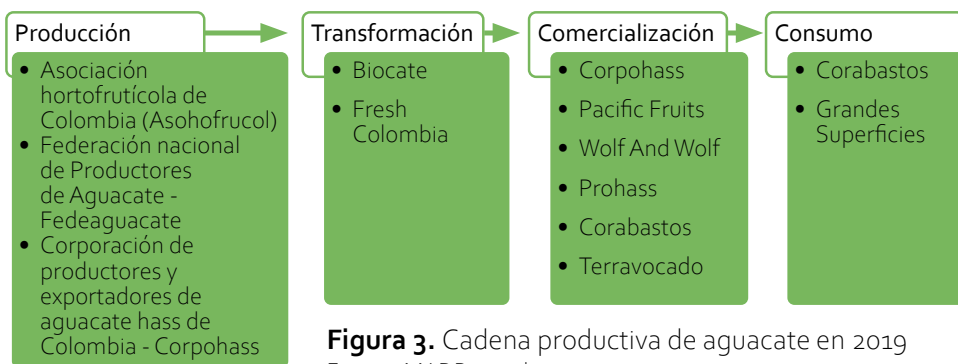 Producción
• Asociación
hortofrutícola de
Colombia (Asohofrucol)
• Federación nacional
de Productores
de Aguacate -
Fedeaguacate
• Corporación de
productores y
exportadores de
aguacate hass de
Colombia - Corpohass
Transformación
• Biocate
• Fresh
Colombia
Comercialización
• Corpohass
• Pacific Fruits
• Wolf And Wolf
• Prohass
• Corabastos
• Terravocado
Consumo
• Corabastos
• Grandes
Superficies
Figura 3. Cadena productiva de aguacate en 2019